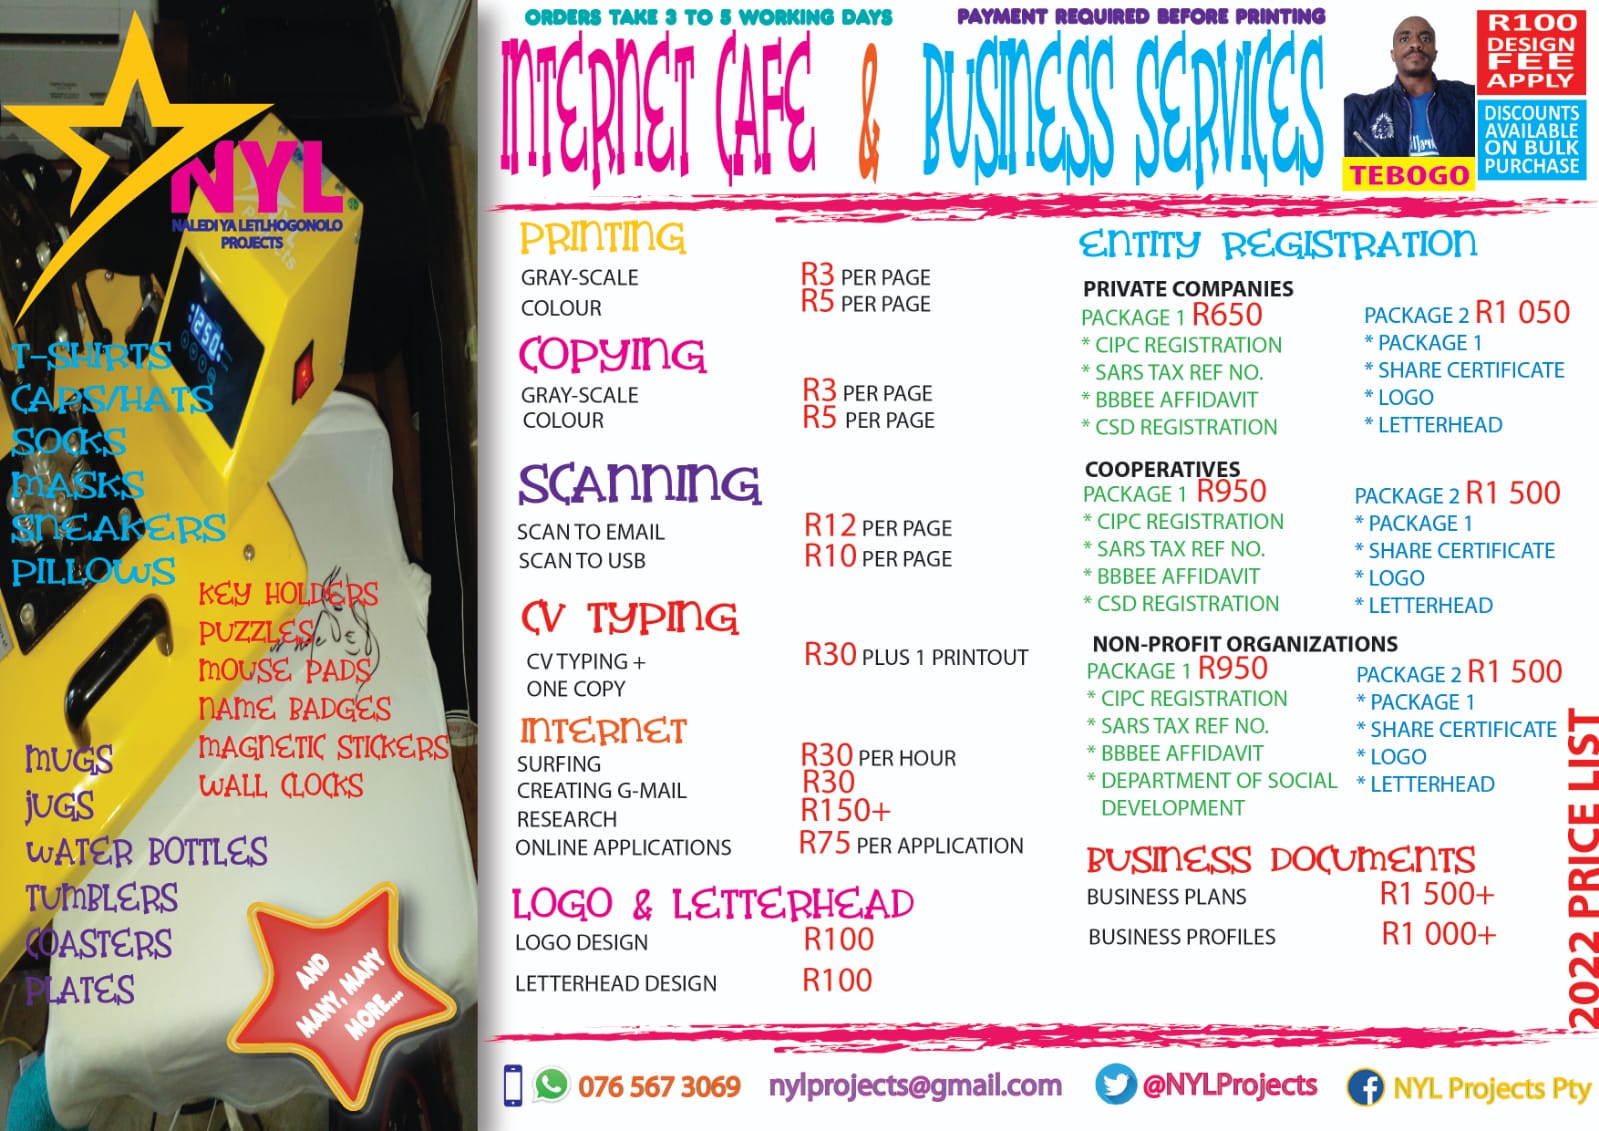 ORDERS TAKE 3 TO 5 WORKING DAYS
PAYMENT REQUIRED BEFORE PRINTING
INTERNET CAFE & BUSINESS SERVICES
TEBOGO
R100
DESIGN
FEE
APPLY
DISCOUNTS
AVAILABLE
ON BULK
PURCHASE
NYL
NALEDI YA LETLHOGONOLO
PROJECTS
1250
T-SHIRTS
CAPS/HATS
SOCKS
MASKS
SNEAKERS
PILLOWS
KEY HOLDERS
PUZZLES
MOUSE PADS
NAME BADGES
MAGNETIC STICKERS
WALL CLOCKS
MUGS
JUGS
WATER BOTTLES
TUMBLERS
COASTERS
PLATES
AND
MANY, MANY
MORE....
PRINTING
GRAY-SCALE R3 PER PAGE
COLOUR R5 PER PAGE
COPYING
GRAY-SCALE R3 PER PAGE
COLOUR R5 PER PAGE
SCANNING
SCAN TO EMAIL R12 PER PAGE
SCAN TO USB R10 PER PAGE
CV TYPING
CV TYPING + R30 PLUS 1 PRINTOUT
ONE COPY
INTERNET
SURFING R30 PER HOUR
CREATING G-MAIL R30
RESEARCH R150+
ONLINE APPLICATIONS R75 PER APPLICATION
LOGO & LETTERHEAD
LOGO DESIGN R100
LETTERHEAD DESIGN R100
ENTITY REGISTRATION
PRIVATE COMPANIES
PACKAGE 1 R650
* CIPC REGISTRATION
* SARS TAX REF NO.
* BBBEE AFFIDAVIT
* CSD REGISTRATION
PACKAGE 2 R1 050
* PACKAGE 1
* SHARE CERTIFICATE
* LOGO
* LETTERHEAD
COOPERATIVES
PACKAGE 1 R950
* CIPC REGISTRATION
* SARS TAX REF NO.
* BBBEE AFFIDAVIT
* CSD REGISTRATION
PACKAGE 2 R1 500
* PACKAGE 1
* SHARE CERTIFICATE
* LOGO
* LETTERHEAD
NON-PROFIT ORGANIZATIONS
PACKAGE 1 R950
* CIPC REGISTRATION
* SARS TAX REF NO.
* BBBEE AFFIDAVIT
* DEPARTMENT OF SOCIAL
DEVELOPMENT
PACKAGE 2 R1 500
* PACKAGE 1
* SHARE CERTIFICATE
* LOGO
* LETTERHEAD
BUSINESS DOCUMENTS
BUSINESS PLANS R1 500+
BUSINESS PROFILES R1 000+
2022 PRICE LIST
076 567 3069
nylprojects@gmail.com
@NYLProjects
NYL Projects Pty